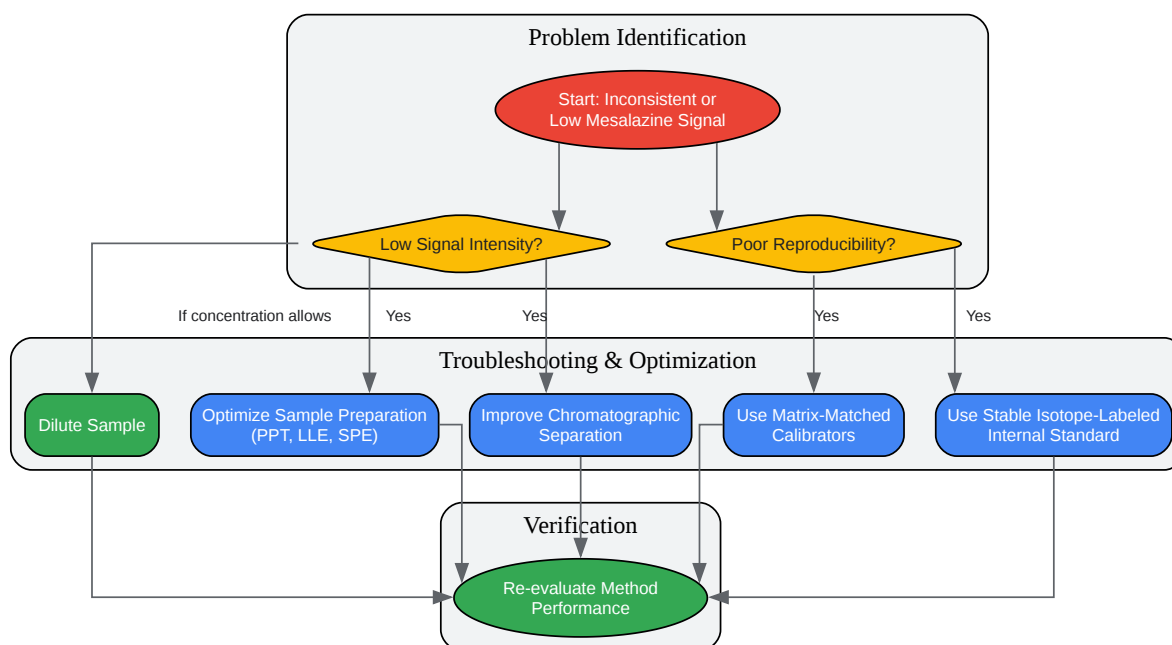 Problem Identification
Start: Inconsistent or
Low Mesalazine Signal
Low Signal Intensity?
Poor Reproducibility?
If concentration allows
Yes
Yes
Yes
Yes
Troubleshooting & Optimization
Dilute Sample
Optimize Sample Preparation
(PPT, LLE, SPE)
Improve Chromatographic
Separation
Use Matrix-Matched
Calibrators
Use Stable Isotope-Labeled
Internal Standard
Verification
Re-evaluate Method
Performance